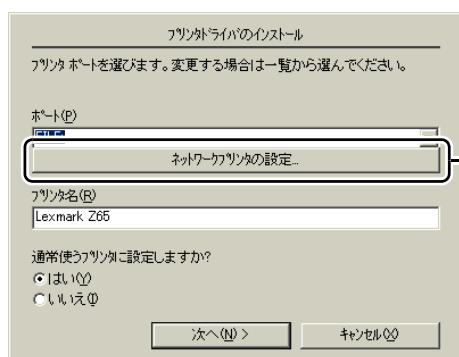 プリンタドライバのインストール
プリンタ ポートを選びます。変更する場合は一覧から選んでください。
ポート(P)
FILE:
ネットワークプリンタの設定...
プリンタ名(R)
Lexmark Z65
通常使うプリンタに設定しますか?
はい(Y)
いいえ(I)
次へ(N) >
キャンセル(X)